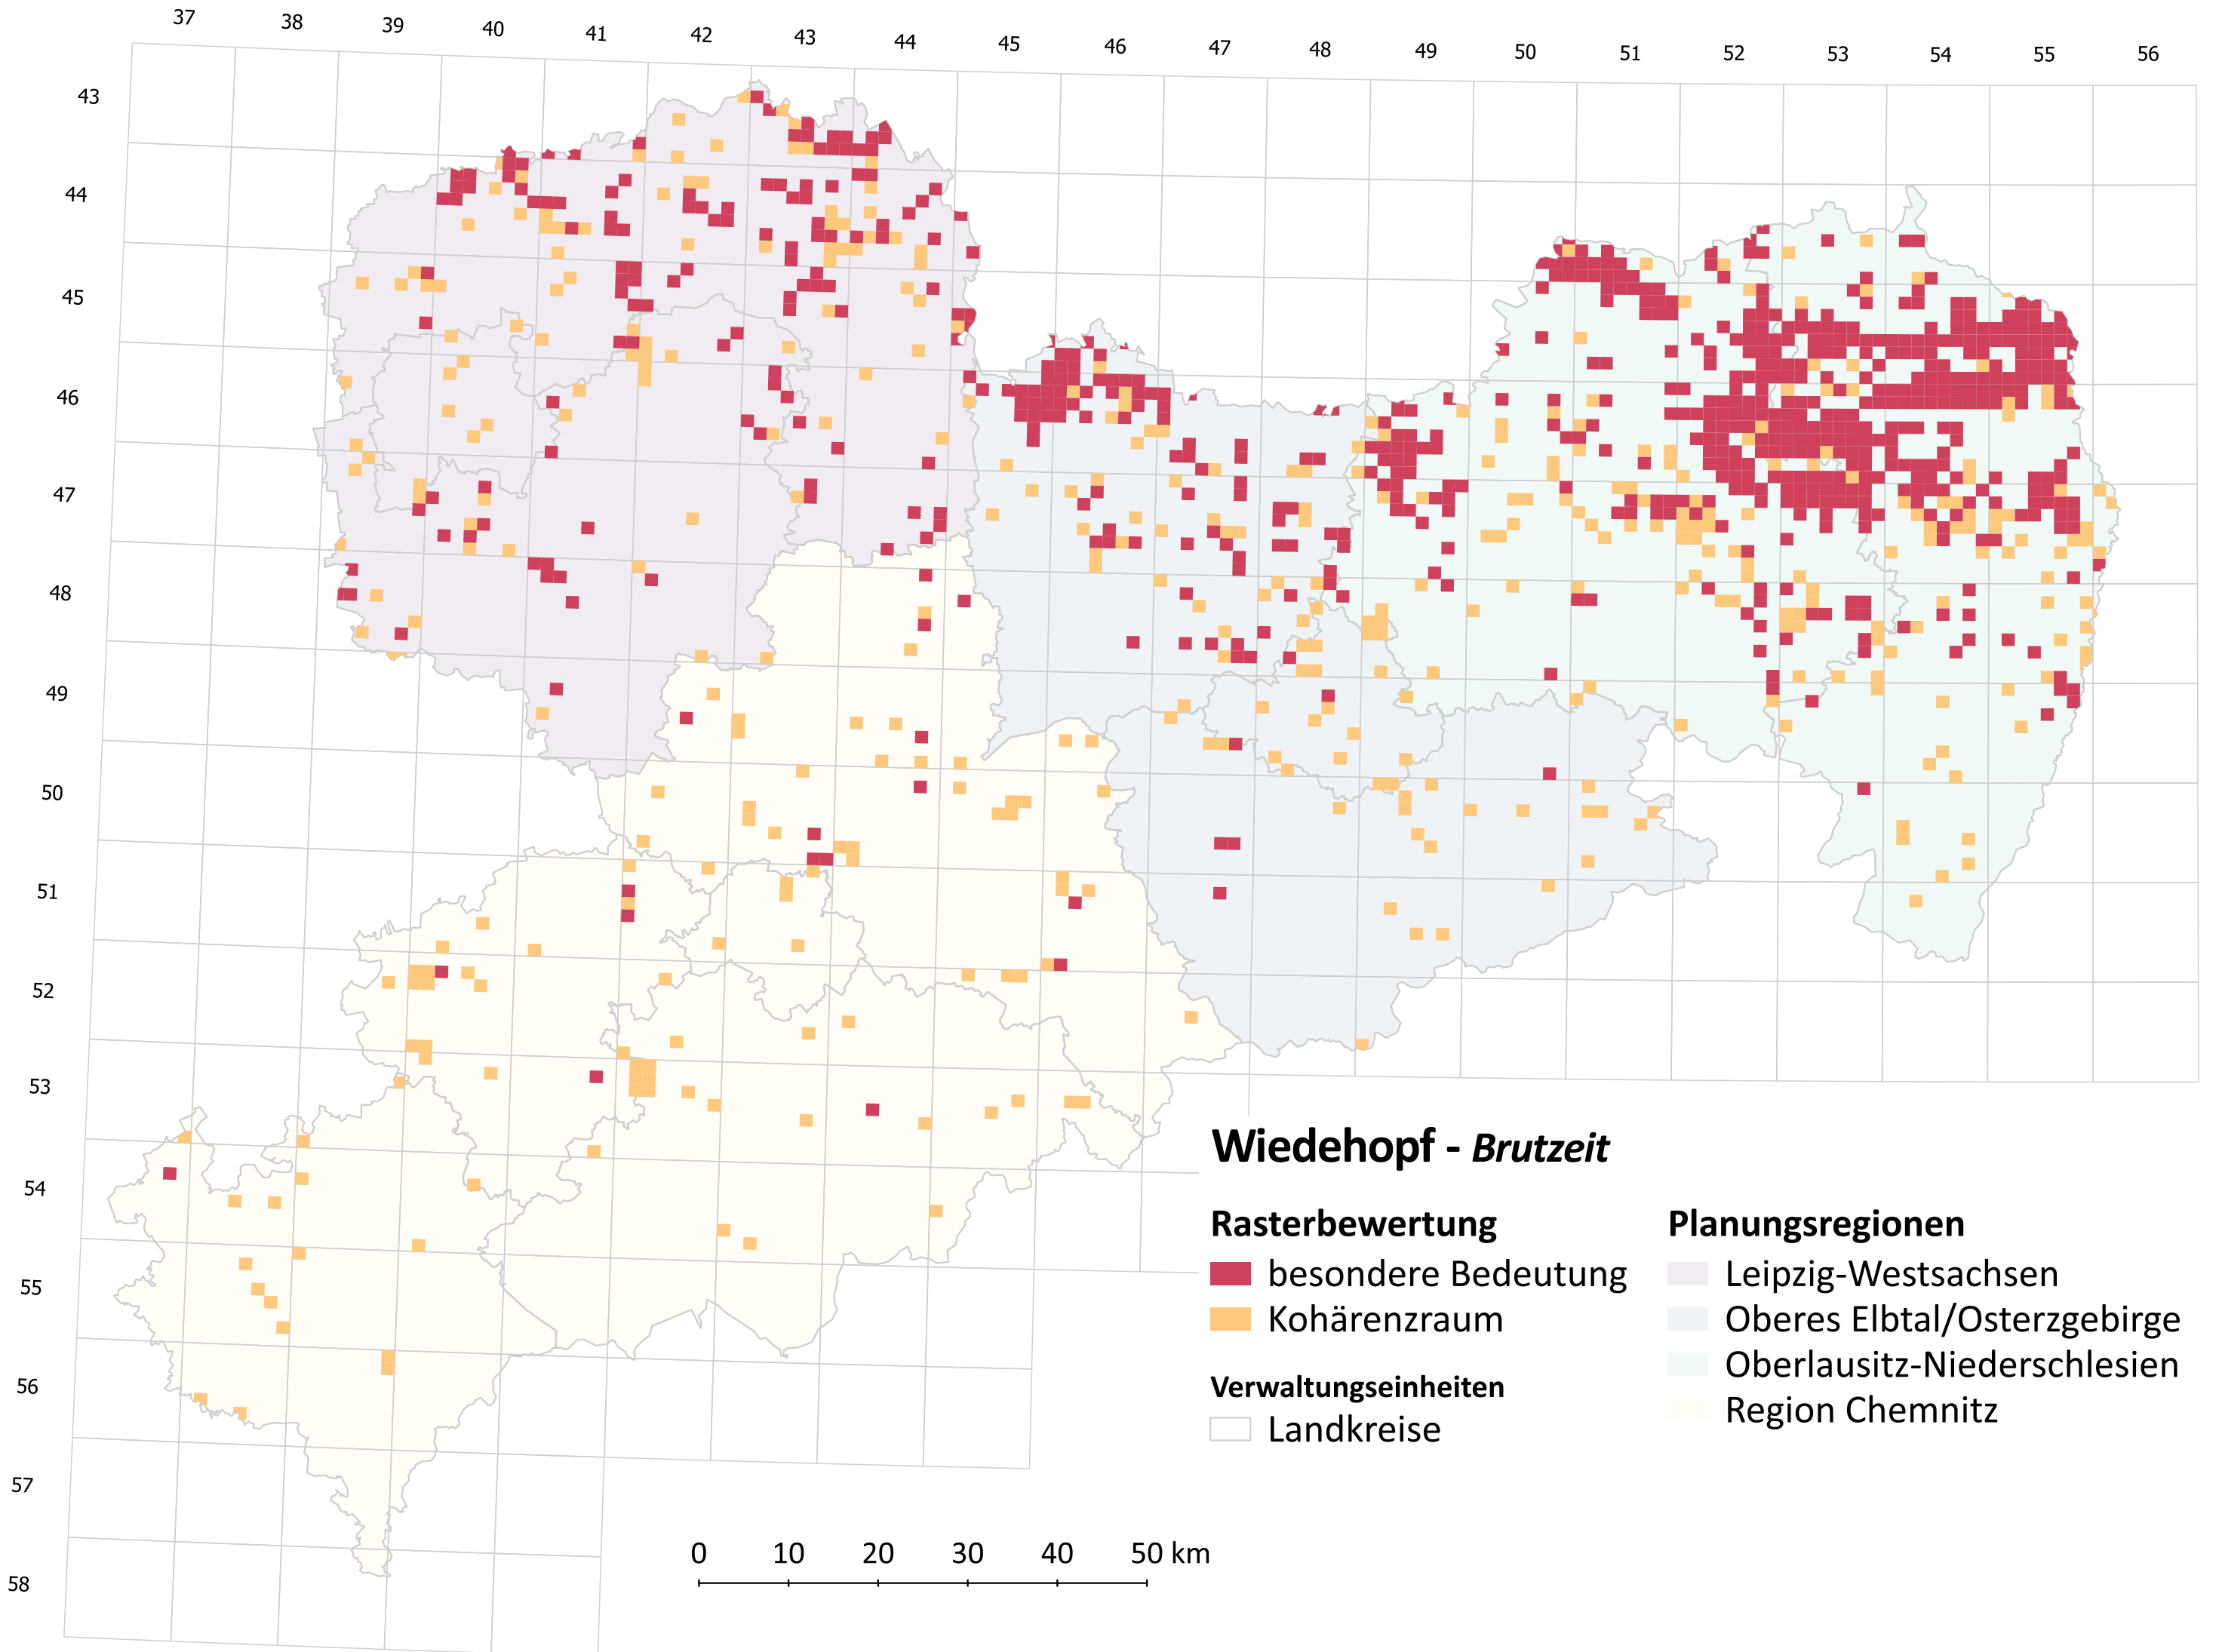 37 38 39 40 41 42 43 44 45 46 47 48 49 50 51 52 53 54 55 56
43
44
45
46
47
48
49
50
51
52
53
54
55
56
57
58
Wiedehopf - Brutzeit
Rasterbewertung
besondere Bedeutung
Kohärenzraum
Verwaltungseinheiten
Landkreise
Planungsregionen
Leipzig-Westsachsen
Oberes Elbtal/Osterzgebirge
Oberlausitz-Niederschlesien
Region Chemnitz
0 10 20 30 40 50 km